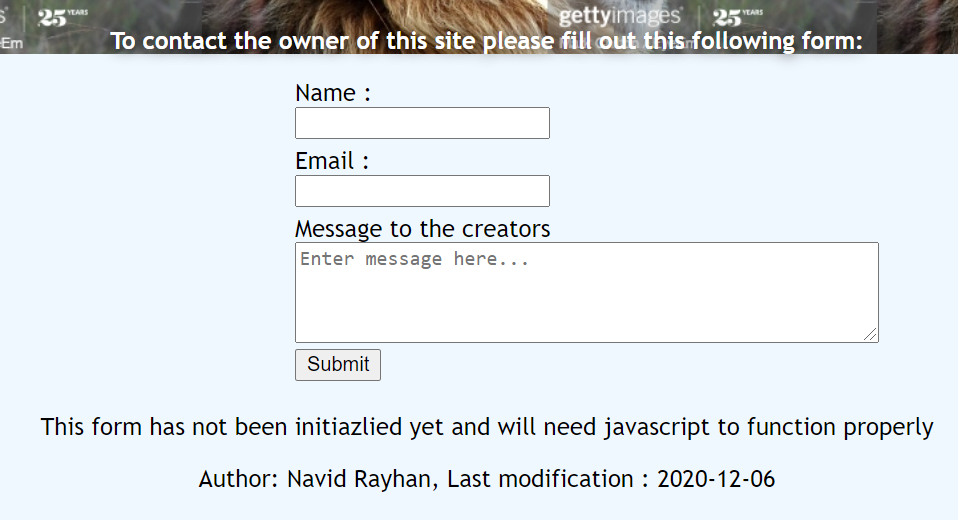 25 YEARS gettyimages® 25 YEARS
To contact the owner of this site please fill out this following form:
Name :
Email :
Message to the creators
Enter message here...
Submit
This form has not been initiazlied yet and will need javascript to function properly
Author: Navid Rayhan, Last modification : 2020-12-06